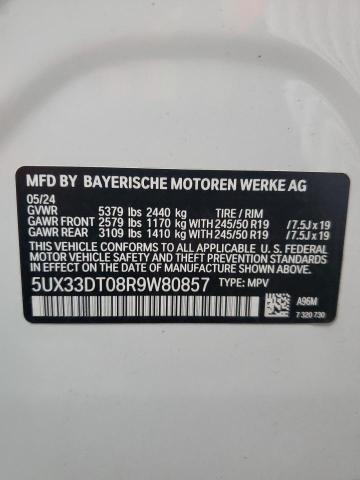 MFD BY BAYERISCHE MOTOREN WERKE AG
05/24
GVWR 5379 lbs 2440 kg TIRE / RIM
GAWR FRONT 2579 lbs 1170 kg WITH 245/50 R19 /7.5J x 19
GAWR REAR 3109 lbs 1410 kg WITH 245/50 R19 /7.5J x 19
THIS VEHICLE CONFORMS TO ALL APPLICABLE U. S. FEDERAL
MOTOR VEHICLE SAFETY AND THEFT PREVENTION STANDARDS
IN EFFECT ON THE DATE OF MANUFACTURE SHOWN ABOVE.
5UX33DT08R9W80857 TYPE: MPV
A96M
7 320 730